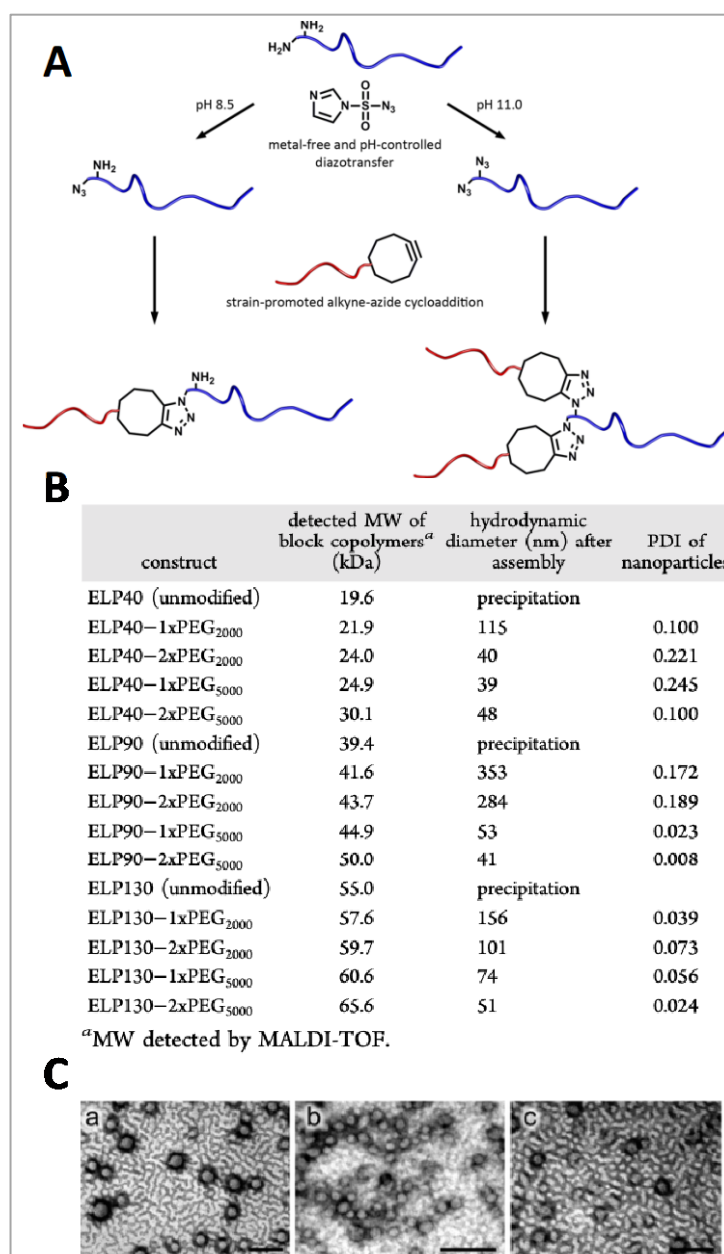 A
NH2
H2N
pH 8.5
pH 11.0
N
N
S
O
O
N3
metal-free and pH-controlled
diazotransfer
NH2
N3
N3
N3
strain-promoted alkyne-azide cycloaddition
NH2
N
N
N
N
N
N
N
N
N
B
construct	detected MW of block copolymersᵃ (kDa)	hydrodynamic diameter (nm) after assembly	PDI of nanoparticles
ELP40 (unmodified) 19.6 precipitation
ELP40−1xPEG2000 21.9 115 0.100
ELP40−2xPEG2000 24.0 40 0.221
ELP40−1xPEG5000 24.9 39 0.245
ELP40−2xPEG5000 30.1 48 0.100
ELP90 (unmodified) 39.4 precipitation
ELP90−1xPEG2000 41.6 353 0.172
ELP90−2xPEG2000 43.7 284 0.189
ELP90−1xPEG5000 44.9 53 0.023
ELP90−2xPEG5000 50.0 41 0.008
ELP130 (unmodified) 55.0 precipitation
ELP130−1xPEG2000 57.6 156 0.039
ELP130−2xPEG2000 59.7 101 0.073
ELP130−1xPEG5000 60.6 74 0.056
ELP130−2xPEG5000 65.6 51 0.024
ᵃMW detected by MALDI-TOF.
C
a
b
c